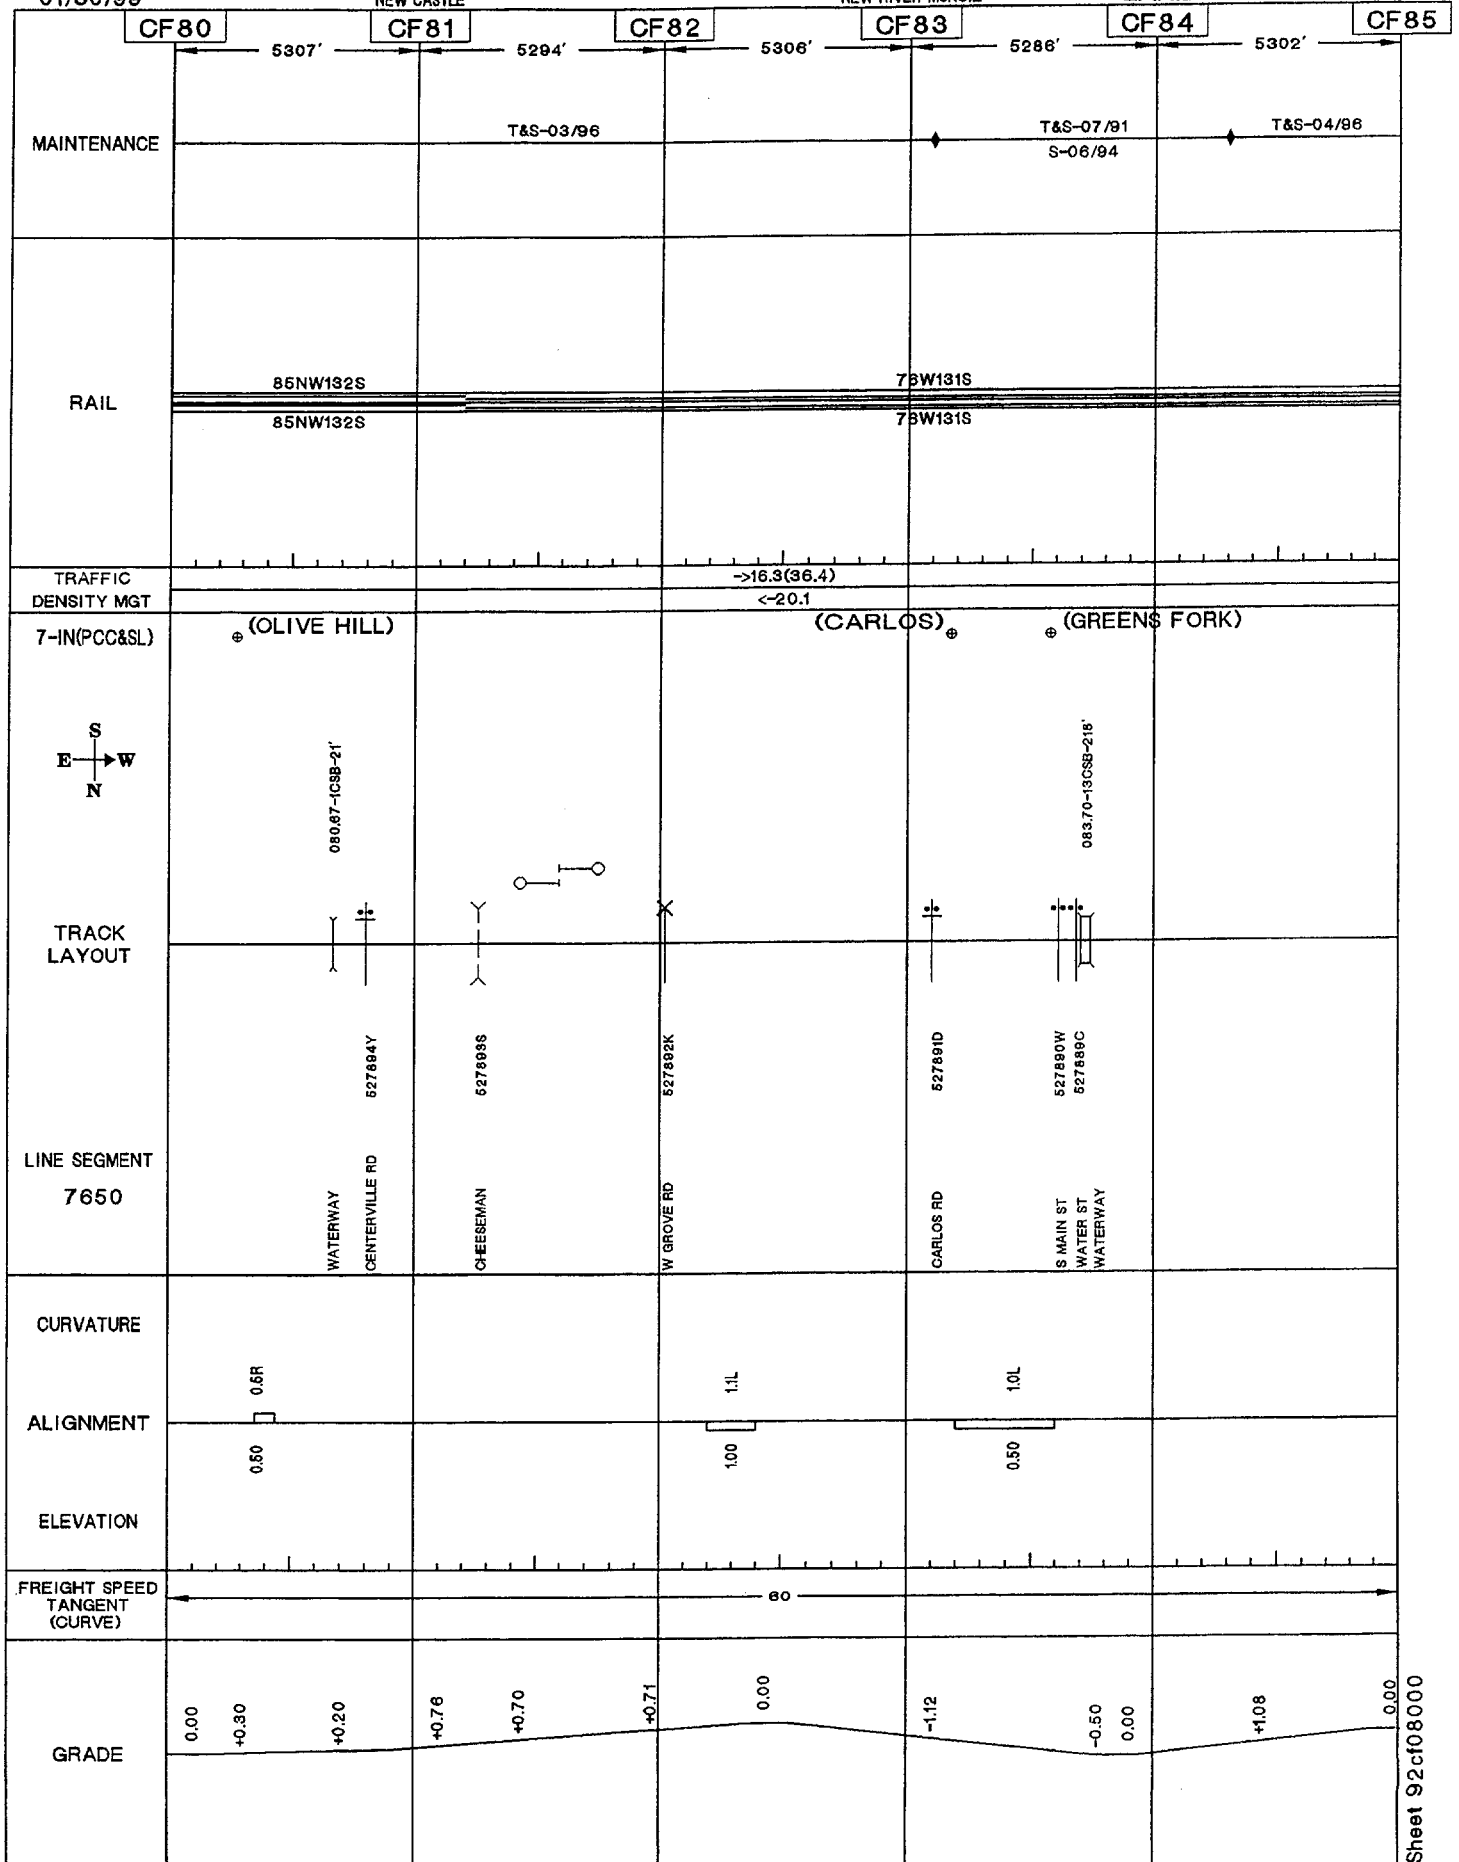 NEW CASTLE
CF80 CF81 CF82 CF83 CF84 CF85
5307' 5294' 5306' 5286' 5302'
MAINTENANCE
T&S-03/96 T&S-07/91 T&S-04/96
S-06/94
RAIL
85NW132S 76W131S
85NW132S 76W131S
TRAFFIC
DENSITY MGT
->16.3(36.4)
<-20.1
7-IN(PCC&SL)
(OLIVE HILL) (CARLOS) (GREENS FORK)
S
E W
N
080.67-1CSB-21'
083.70-13CSB-218'
TRACK
LAYOUT
527894Y
527893S
527892K
527891D
527890W
527889C
LINE SEGMENT
7650
WATERWAY
CENTERVILLE RD
CHEESEMAN
W GROVE RD
CARLOS RD
S MAIN ST
WATER ST
WATERWAY
CURVATURE
0.6R 1.1L 1.0L
ALIGNMENT
0.50 1.00 0.50
ELEVATION
FREIGHT SPEED
TANGENT
(CURVE)
60
GRADE
0.00 +0.30 +0.20 +0.76 +0.70 +0.71 0.00 -1.12 -0.50 0.00 +1.08 0.00
Sheet 92cf08000